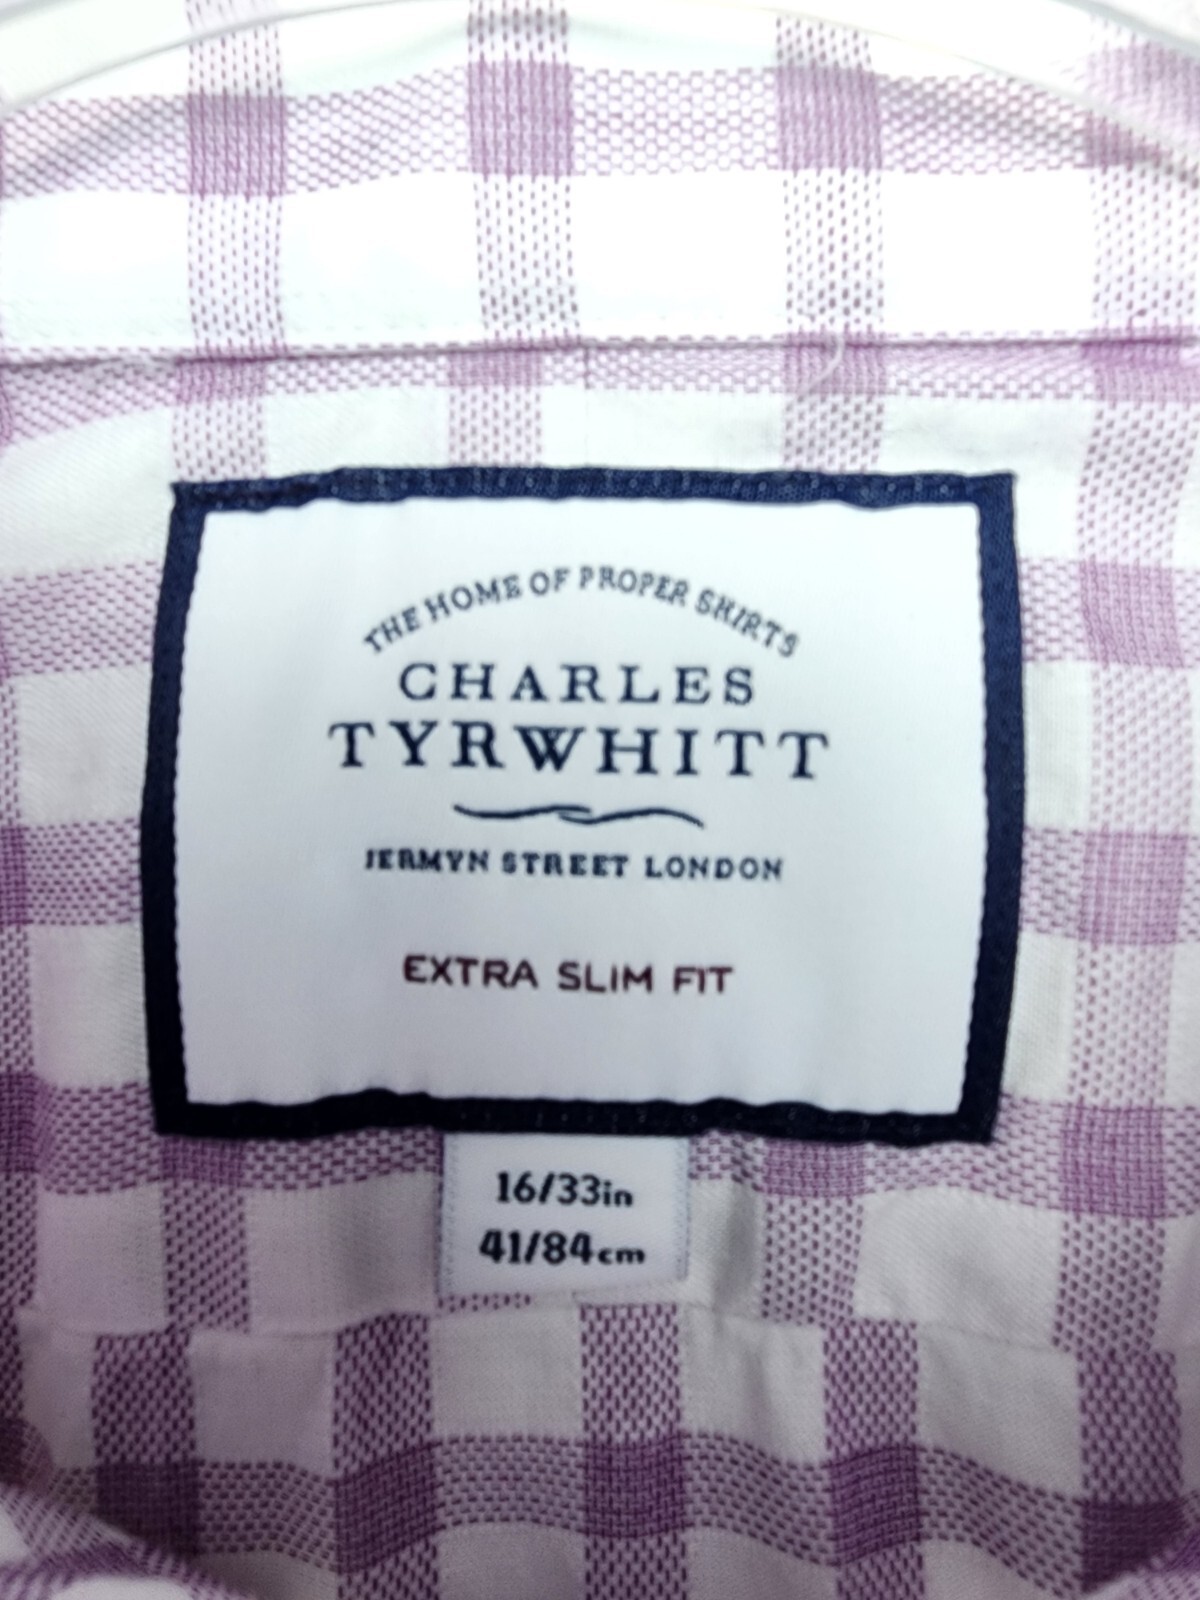 THE HOME OF PROPER SHIRTS
CHARLES
TYRWHITT
JERMYN STREET LONDON
EXTRA SLIM FIT
16/33in
41/84cm